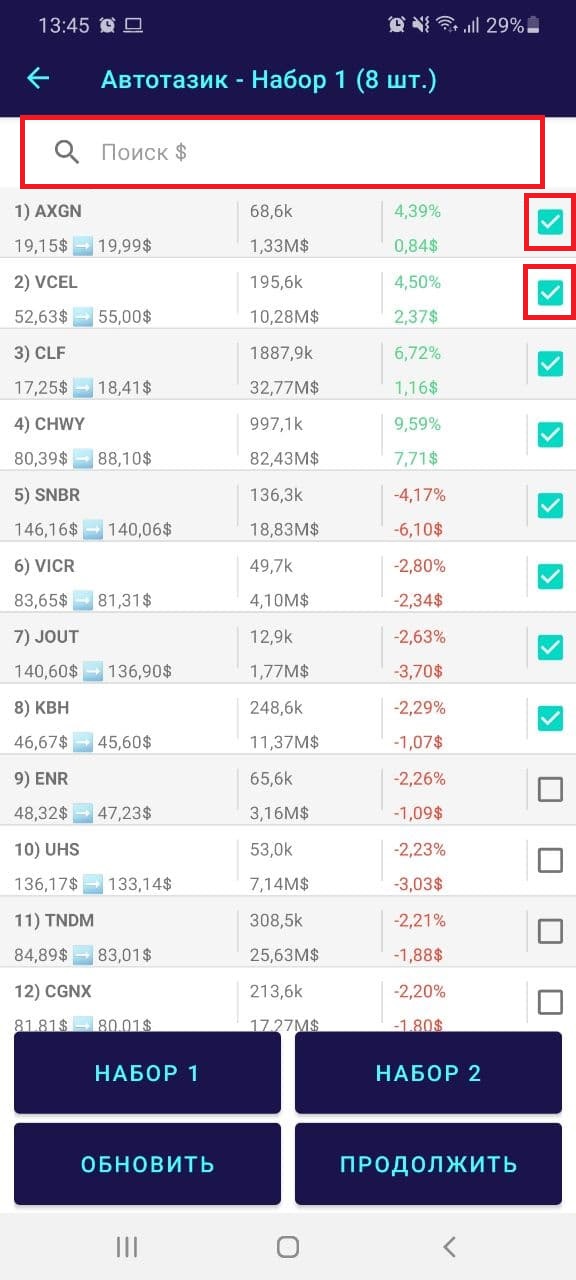 13:45 29%
Автотазик - Набор 1 (8 шт.)
Поиск $
1) AXGN 68,6k 4,39%
19,15$ ➡ 19,99$ 1,33M$ 0,84$
2) VCEL 195,6k 4,50%
52,63$ ➡ 55,00$ 10,28M$ 2,37$
3) CLF 1887,9k 6,72%
17,25$ ➡ 18,41$ 32,77M$ 1,16$
4) CHWY 997,1k 9,59%
80,39$ ➡ 88,10$ 82,43M$ 7,71$
5) SNBR 136,3k -4,17%
146,16$ ➡ 140,06$ 18,83M$ -6,10$
6) VICR 49,7k -2,80%
83,65$ ➡ 81,31$ 4,10M$ -2,34$
7) JOUT 12,9k -2,63%
140,60$ ➡ 136,90$ 1,77M$ -3,70$
8) KBH 248,6k -2,29%
46,67$ ➡ 45,60$ 11,37M$ -1,07$
9) ENR 65,6k -2,26%
48,32$ ➡ 47,23$ 3,16M$ -1,09$
10) UHS 53,0k -2,23%
136,17$ ➡ 133,14$ 7,14M$ -3,03$
11) TNDM 308,5k -2,21%
84,89$ ➡ 83,01$ 25,63M$ -1,88$
12) CGNX 213,6k -2,20%
81,81$ ➡ 80,01$ 17,27M$ -1,80$
НАБОР 1 НАБОР 2
ОБНОВИТЬ ПРОДОЛЖИТЬ